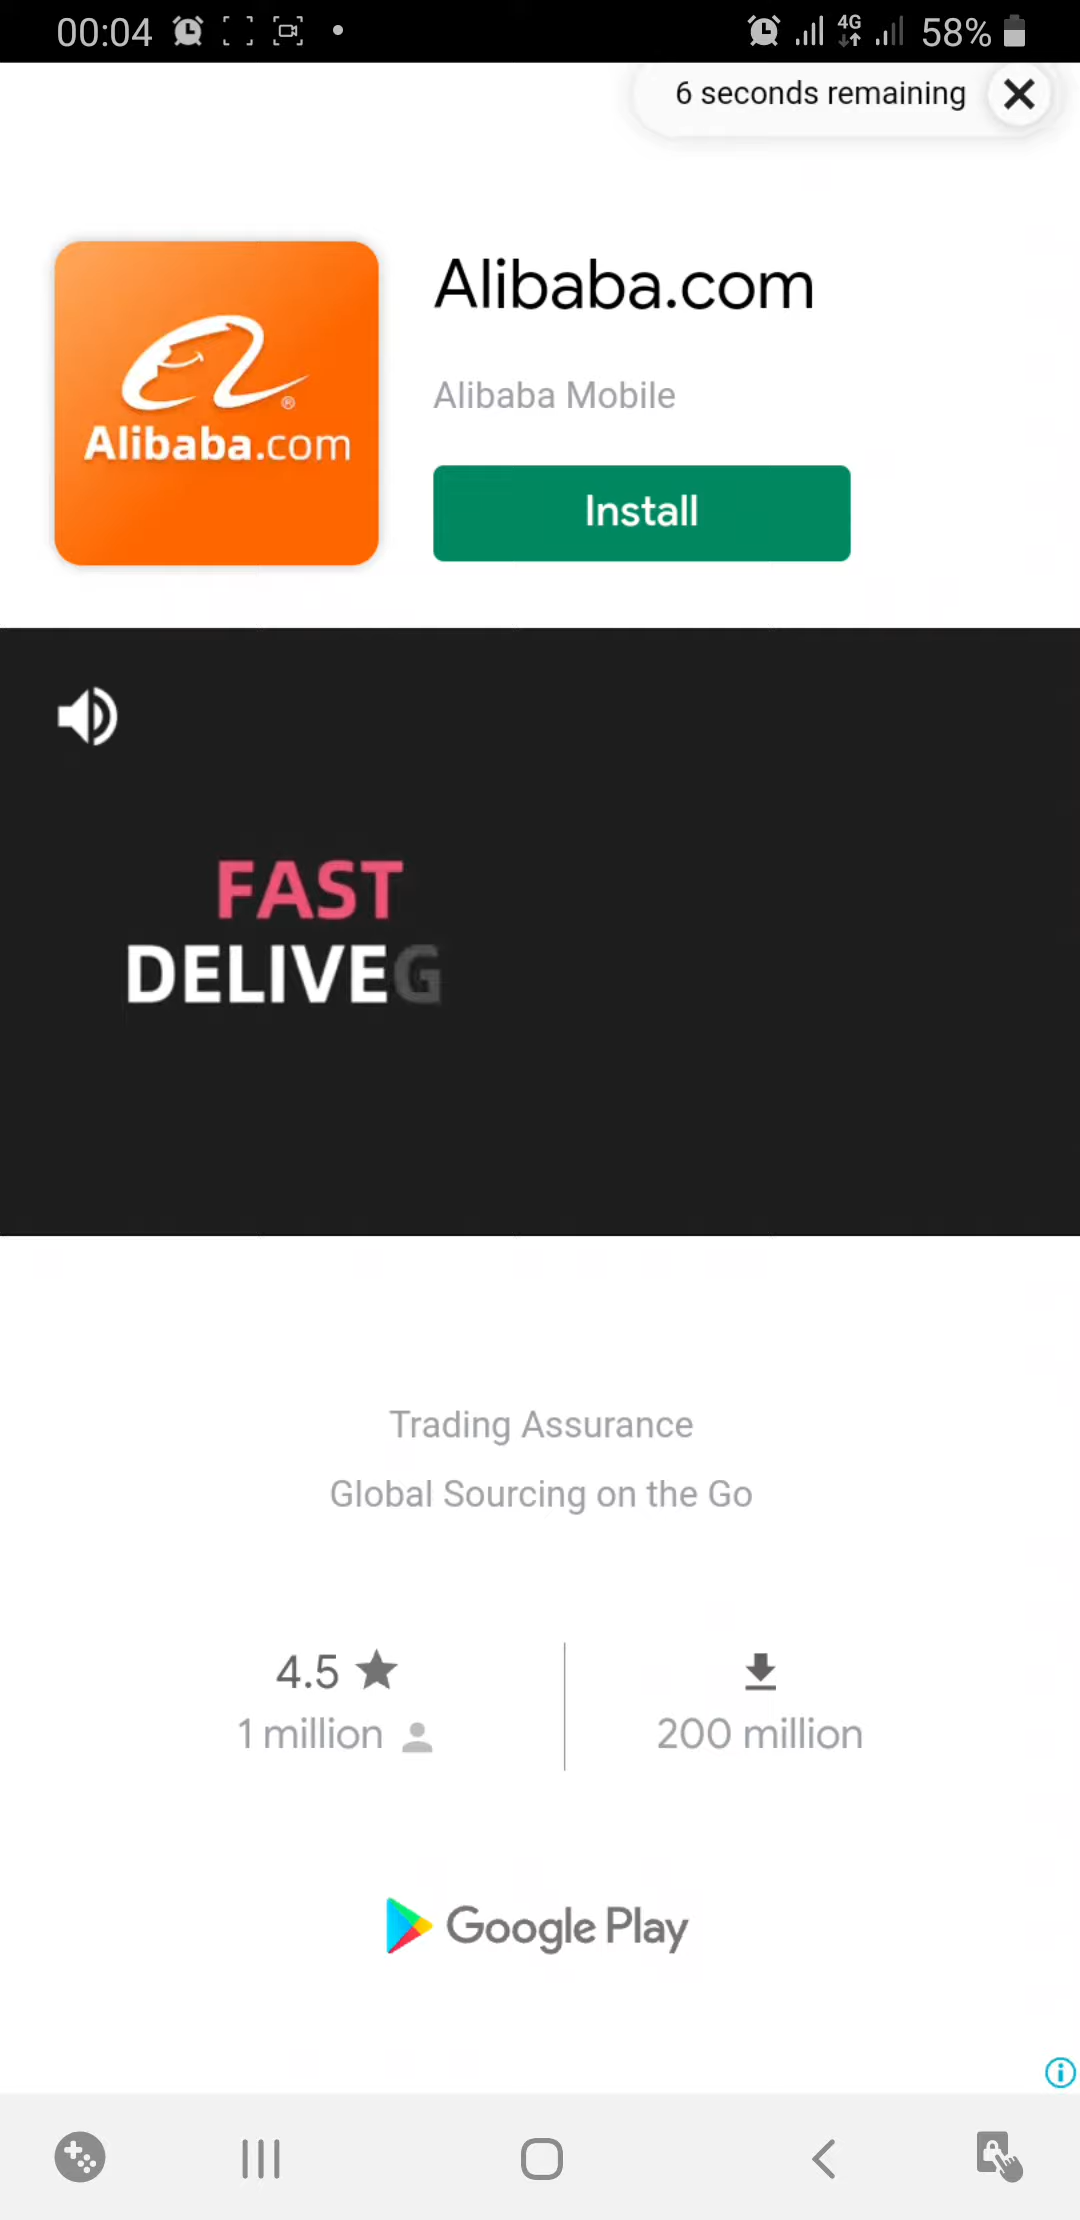 00:04
4G
58%
6 seconds remaining
Alibaba.com
Alibaba.com
Alibaba Mobile
Install
FAST
DELIVEG
Trading Assurance
Global Sourcing on the Go
4.5
1 million
200 million
Google Play